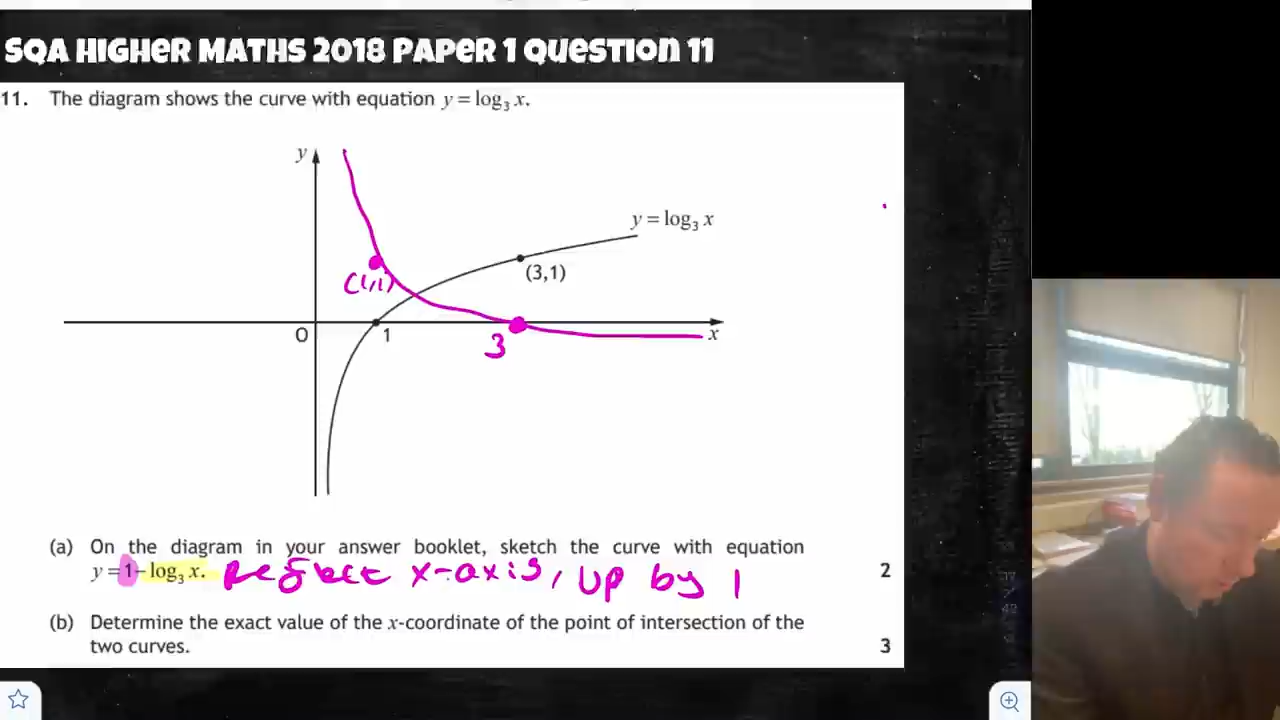 SQA Higher Maths 2018 Paper 1 Question 11
11. The diagram shows the curve with equation y = log₃ x.
y
y = log₃ x
(3,1)
(1,1)
O
1
3
x
(a) On the diagram in your answer booklet, sketch the curve with equation
y = 1 − log₃ x. Reflect x-axis, up by 1
2
(b) Determine the exact value of the x-coordinate of the point of intersection of the
two curves.
3